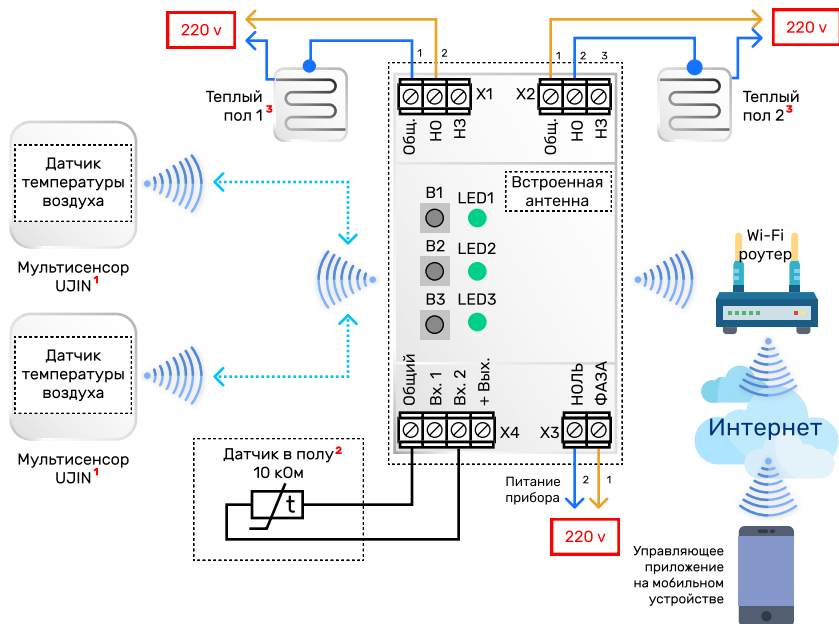 220 v
220 v
1
2
1
2
3
Теплый
пол 1³
X1
X2
Теплый
пол 2³
Общ.
НО
НЗ
Общ.
НО
НЗ
Датчик
температуры
воздуха
Мультисенсор
UJIN¹
B1
LED1
B2
LED2
B3
LED3
Встроенная
антенна
Wi-Fi
роутер
Датчик
температуры
воздуха
Мультисенсор
UJIN¹
Общий
Вх. 1
Вх. 2
+ Вых.
НОЛЬ
ФАЗА
X4
X3
Интернет
Датчик в полу²
10 кОм
t
Питание
прибора
2
1
220 v
Управляющее
приложение
на мобильном
устройстве